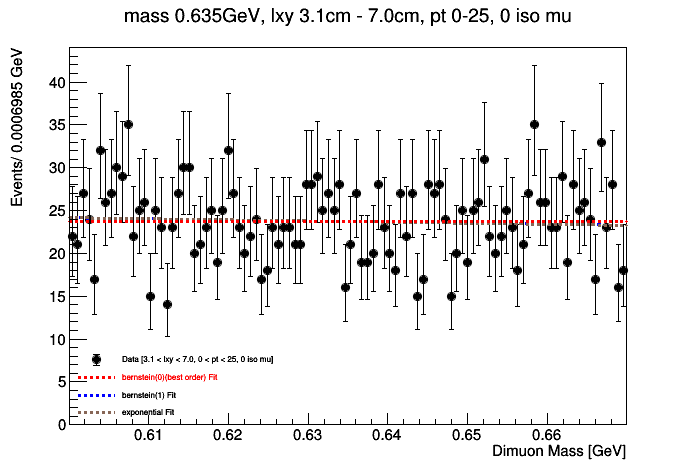 mass 0.635GeV, lxy 3.1cm - 7.0cm, pt 0-25, 0 iso mu
Events/ 0.0006985 GeV
40
35
30
25
20
15
10
5
0
Data [3.1 < lxy < 7.0, 0 < pt < 25, 0 iso mu]
bernstein(0)(best order) Fit
bernstein(1) Fit
exponential Fit
0.61 0.62 0.63 0.64 0.65 0.66
Dimuon Mass [GeV]